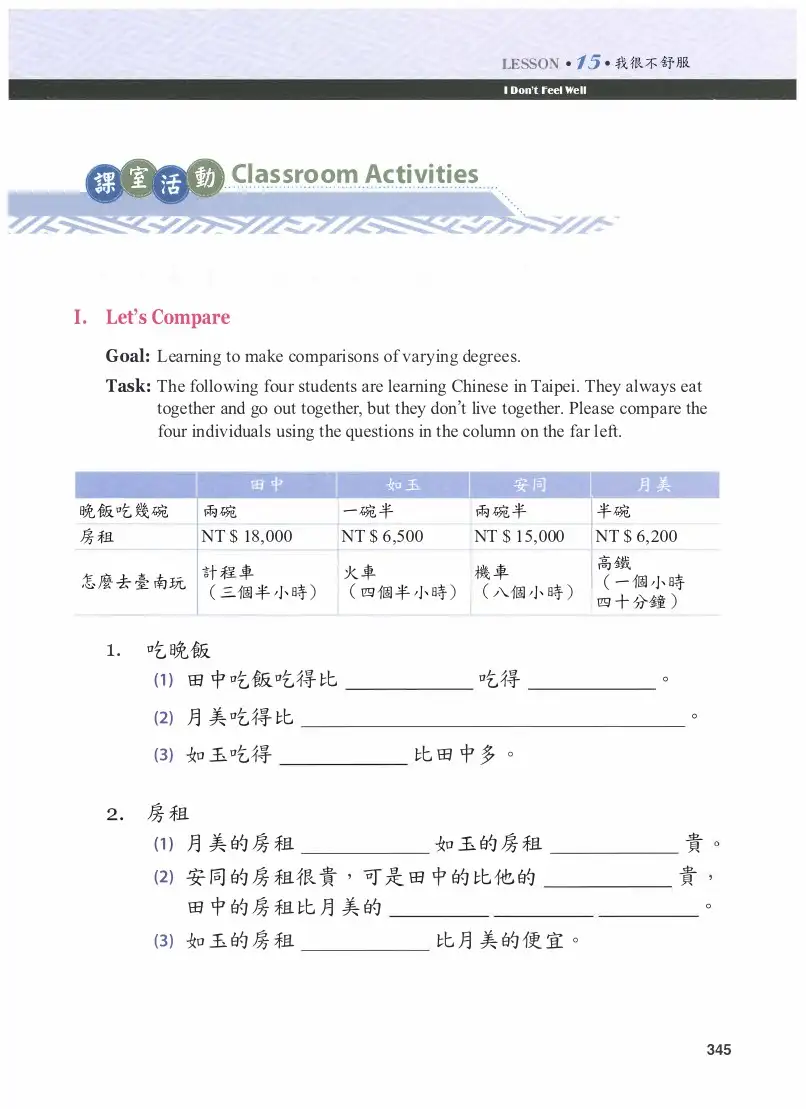 LESSON • 15 • 我很不舒服
I Don't Feel Well
課室活動 Classroom Activities
I. Let's Compare
Goal: Learning to make comparisons of varying degrees.
Task: The following four students are learning Chinese in Taipei. They always eat
together and go out together, but they don't live together. Please compare the
four individuals using the questions in the column on the far left.
田中 如玉 安同 月美
晚飯吃幾碗 兩碗 一碗半 兩碗半 半碗
房租 NT $ 18,000 NT $ 6,500 NT $ 15,000 NT $ 6,200
怎麼去臺南玩 計程車 火車 機車 高鐵
（三個半小時） （四個半小時） （八個小時） （一個小時
四十分鐘）
1. 吃晚飯
(1) 田中吃飯吃得比 ____________ 吃得 ____________ 。
(2) 月美吃得比 ____________________________________ 。
(3) 如玉吃得 ____________ 比田中多。
2. 房租
(1) 月美的房租 ____________ 如玉的房租 ____________ 貴。
(2) 安同的房租很貴，可是田中的比他的 ____________ 貴，
田中的房租比月美的 _________ _________ _________ 。
(3) 如玉的房租 ____________ 比月美的便宜。
345